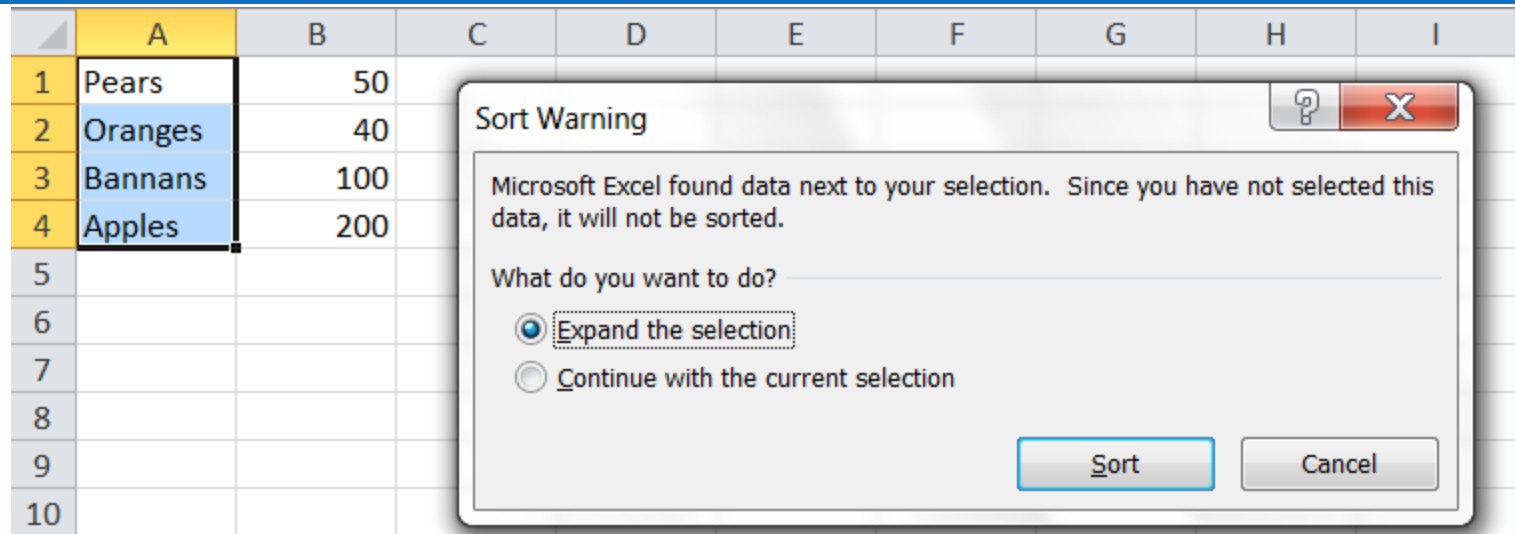 A B C D E F G H I
1 Pears 50
2 Oranges 40
3 Bannans 100
4 Apples 200
5
6
7
8
9
10
Sort Warning
Microsoft Excel found data next to your selection. Since you have not selected this
data, it will not be sorted.
What do you want to do?
Expand the selection
Continue with the current selection
Sort Cancel